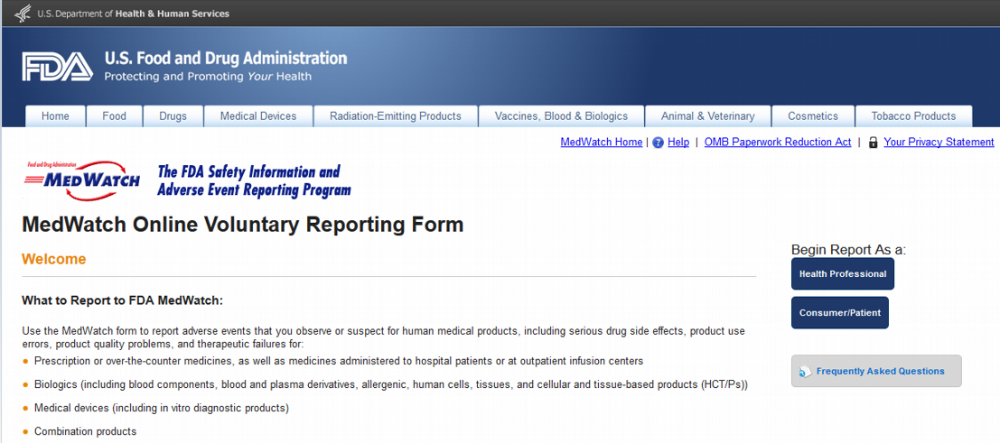 U.S. Department of Health & Human Services
FDA U.S. Food and Drug Administration
Protecting and Promoting Your Health
Home Food Drugs Medical Devices Radiation-Emitting Products Vaccines, Blood & Biologics Animal & Veterinary Cosmetics Tobacco Products
MedWatch Home | ? Help | OMB Paperwork Reduction Act | Your Privacy Statement
Food and Drug Administration
MEDWATCH
The FDA Safety Information and
Adverse Event Reporting Program
MedWatch Online Voluntary Reporting Form
Welcome
Begin Report As a:
Health Professional
Consumer/Patient
Frequently Asked Questions
What to Report to FDA MedWatch:
Use the MedWatch form to report adverse events that you observe or suspect for human medical products, including serious drug side effects, product use
errors, product quality problems, and therapeutic failures for:
• Prescription or over-the-counter medicines, as well as medicines administered to hospital patients or at outpatient infusion centers
• Biologics (including blood components, blood and plasma derivatives, allergenic, human cells, tissues, and cellular and tissue-based products (HCT/Ps))
• Medical devices (including in vitro diagnostic products)
• Combination products